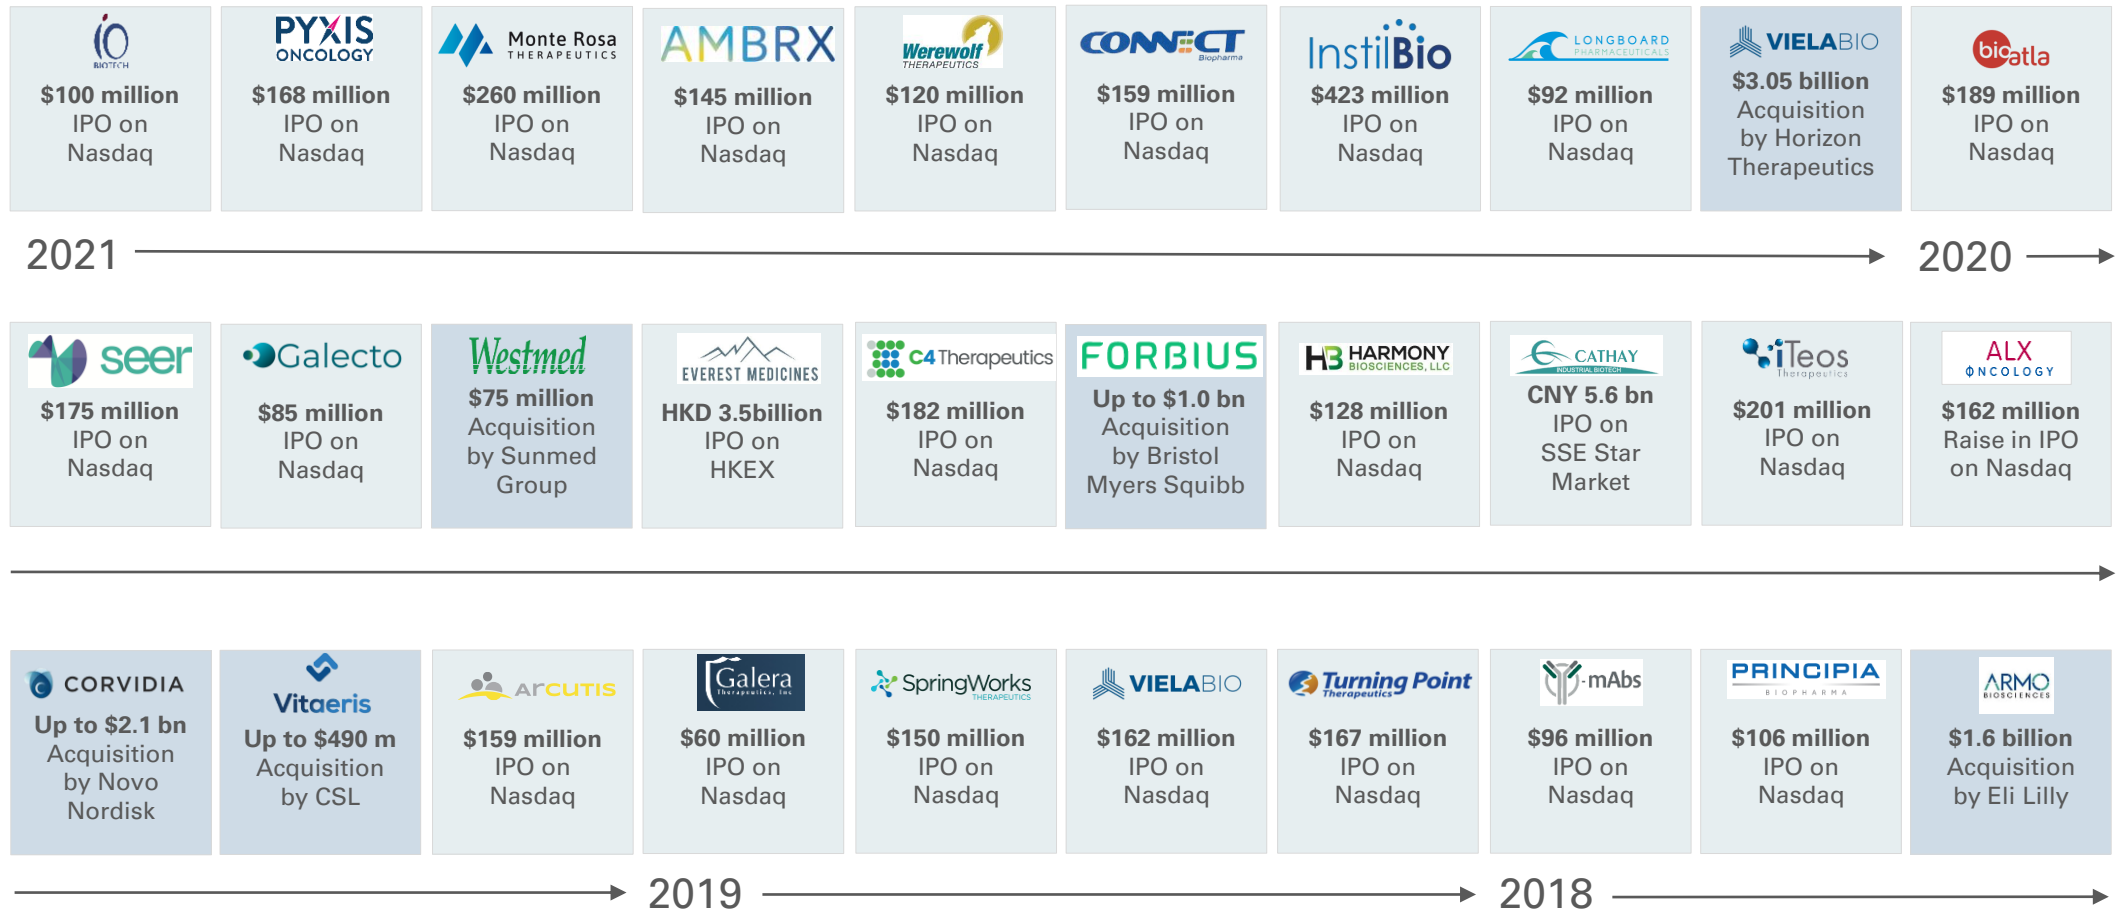 iO
BIOTECH
$100 million
IPO on
Nasdaq
PYXIS
ONCOLOGY
$168 million
IPO on
Nasdaq
Monte Rosa
THERAPEUTICS
$260 million
IPO on
Nasdaq
AMBRX
$145 million
IPO on
Nasdaq
Werewolf
THERAPEUTICS
$120 million
IPO on
Nasdaq
CONNECT
Biopharma
$159 million
IPO on
Nasdaq
InstilBio
$423 million
IPO on
Nasdaq
LONGBOARD
PHARMACEUTICALS
$92 million
IPO on
Nasdaq
VIELABIO
$3.05 billion
Acquisition
by Horizon
Therapeutics
bioatla
$189 million
IPO on
Nasdaq
2021
2020
seer
$175 million
IPO on
Nasdaq
Galecto
$85 million
IPO on
Nasdaq
Westmed
$75 million
Acquisition
by Sunmed
Group
EVEREST MEDICINES
HKD 3.5billion
IPO on
HKEX
C4 Therapeutics
$182 million
IPO on
Nasdaq
FORBIUS
Up to $1.0 bn
Acquisition
by Bristol
Myers Squibb
HB HARMONY
BIOSCIENCES, LLC
$128 million
IPO on
Nasdaq
CATHAY
INDUSTRIAL BIOTECH
CNY 5.6 bn
IPO on
SSE Star
Market
iTeos
Therapeutics
$201 million
IPO on
Nasdaq
ALX
ONCOLOGY
$162 million
Raise in IPO
on Nasdaq
CORVIDIA
Up to $2.1 bn
Acquisition
by Novo
Nordisk
Vitaeris
Up to $490 m
Acquisition
by CSL
Arcutis
$159 million
IPO on
Nasdaq
Galera
Therapeutics, Inc
$60 million
IPO on
Nasdaq
SpringWorks
THERAPEUTICS
$150 million
IPO on
Nasdaq
VIELABIO
$162 million
IPO on
Nasdaq
Turning Point
Therapeutics
$167 million
IPO on
Nasdaq
Y-mAbs
$96 million
IPO on
Nasdaq
PRINCIPIA
BIOPHARMA
$106 million
IPO on
Nasdaq
ARMO
BIOSCIENCES
$1.6 billion
Acquisition
by Eli Lilly
2019
2018